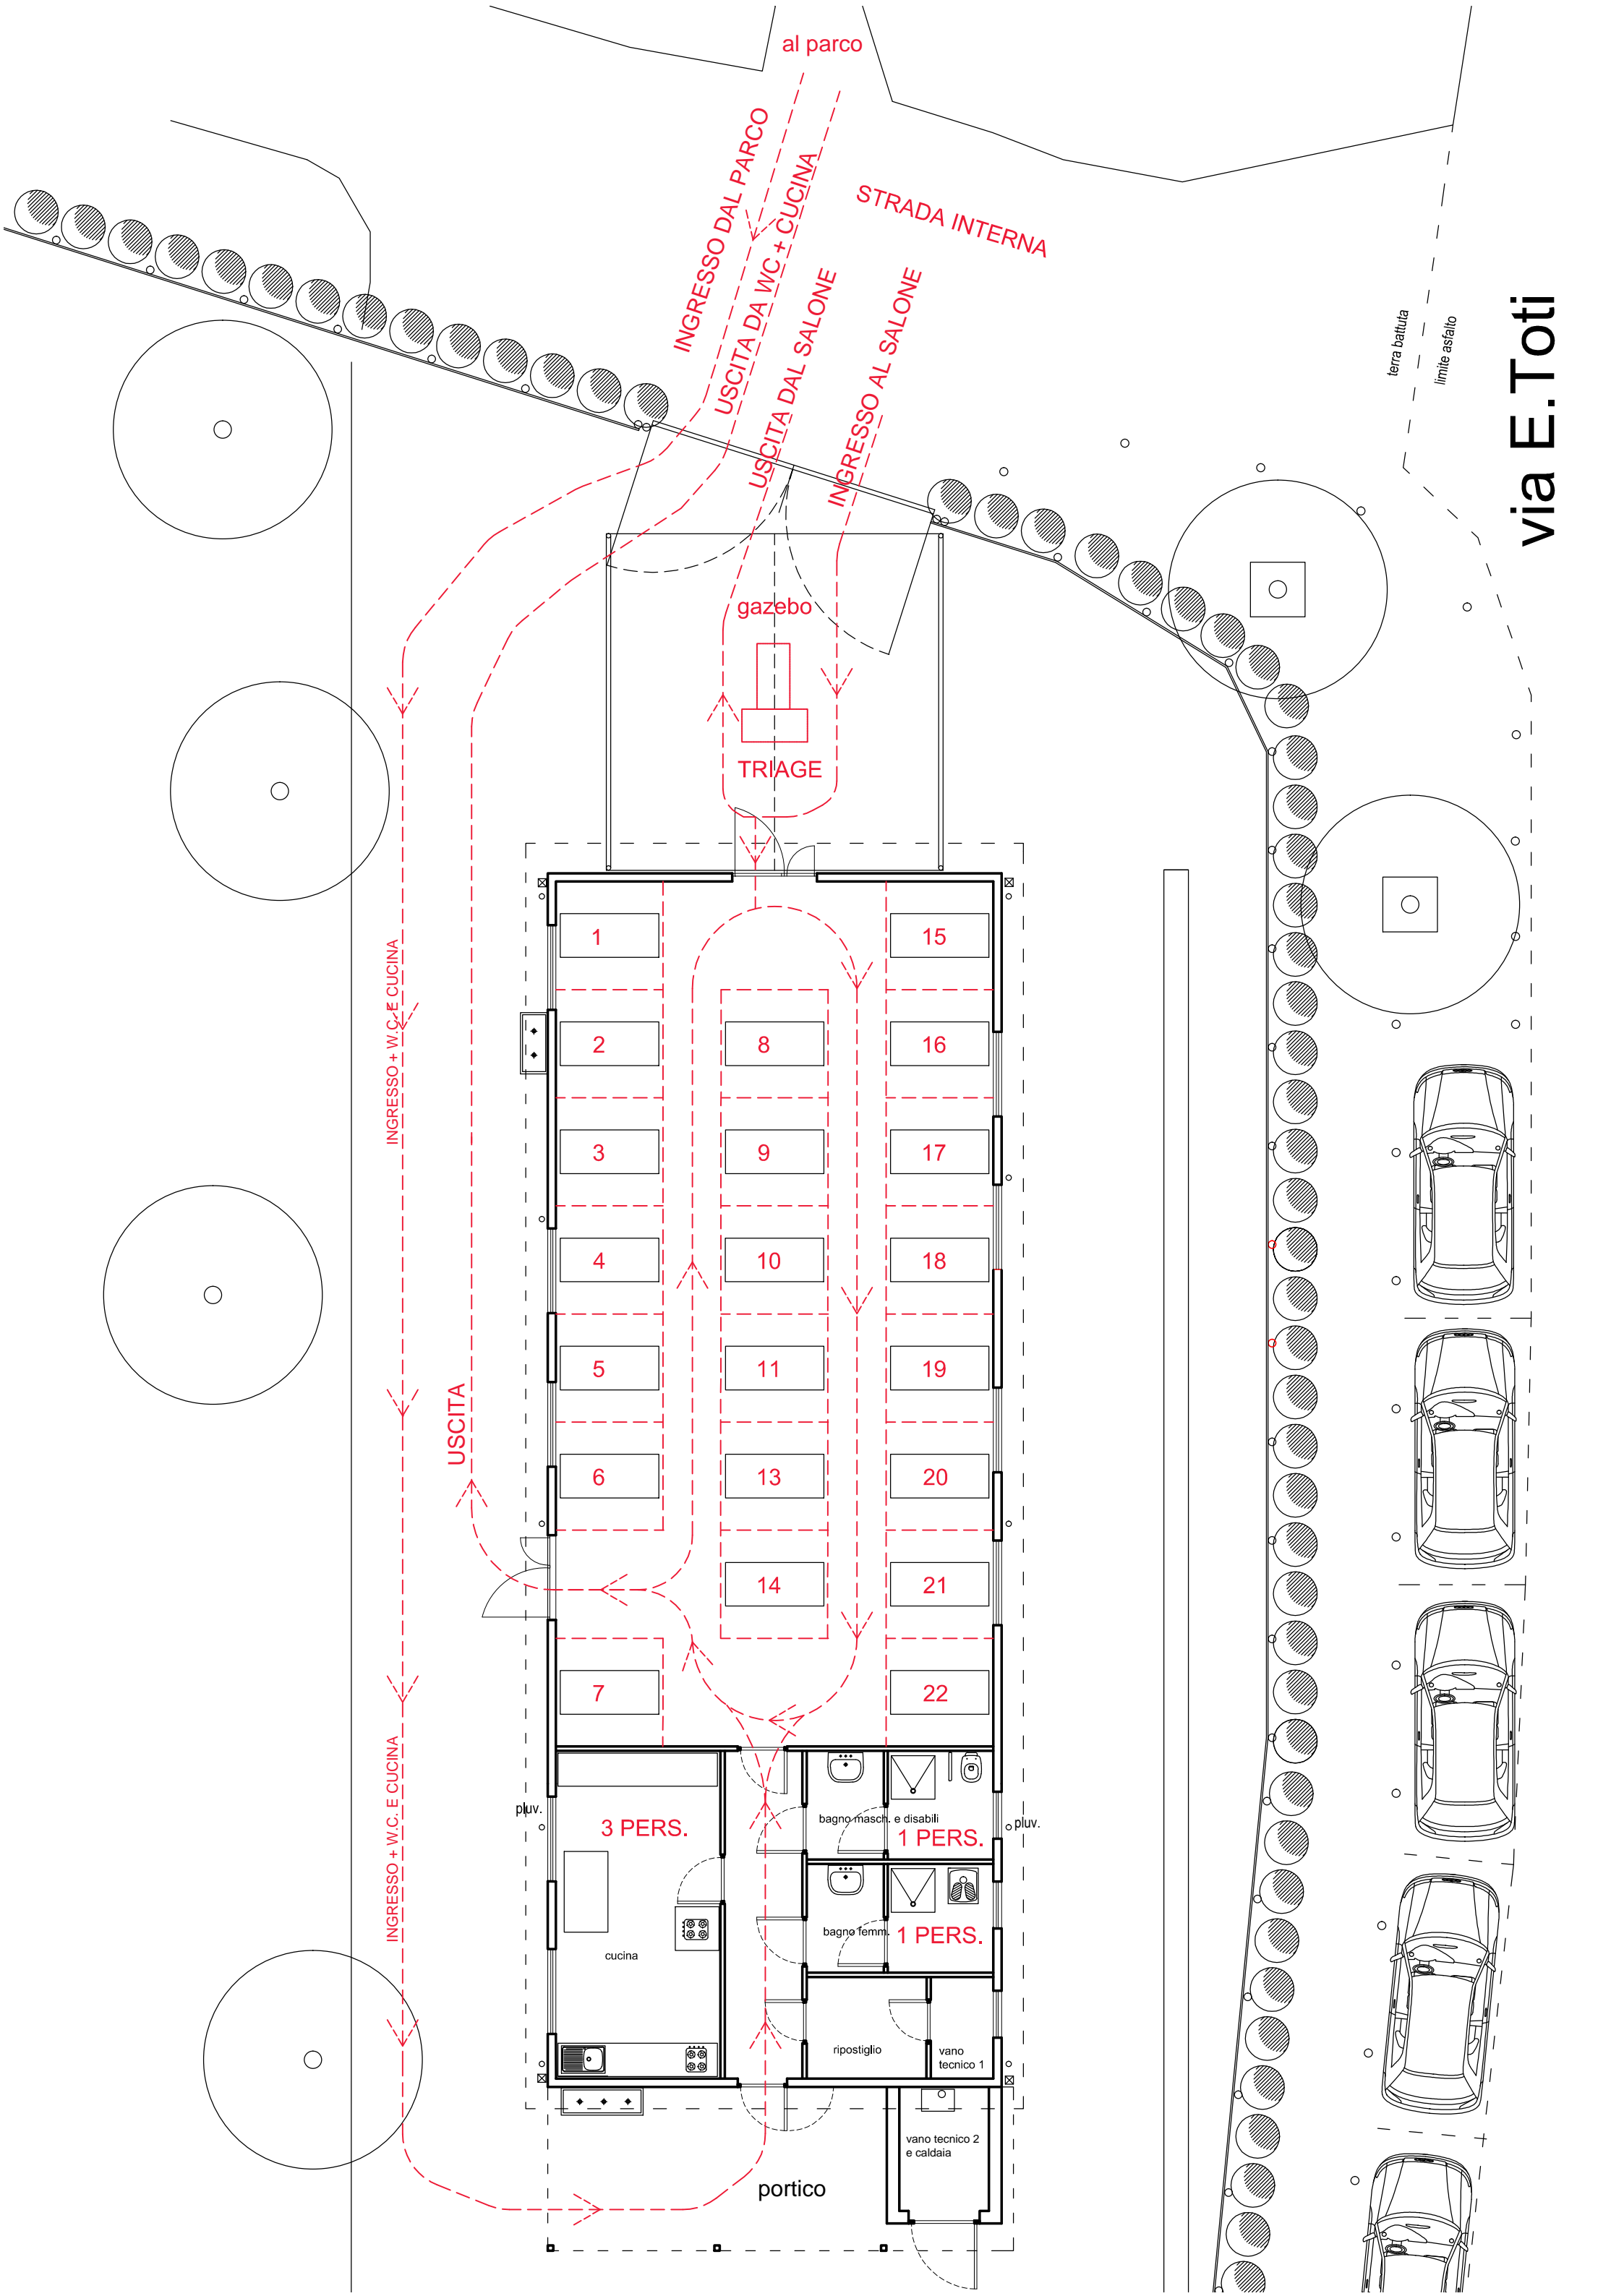 al parco
INGRESSO DAL PARCO
USCITA DA WC + CUCINA
STRADA INTERNA
USCITA DAL SALONE
INGRESSO AL SALONE
terra battuta
limite asfalto
via E.Toti
gazebo
TRIAGE
1
15
INGRESSO + W.C. E CUCINA
2
8
16
3
9
17
4
10
18
5
11
19
USCITA
6
13
20
14
21
7
22
pluv.
3 PERS.
bagno masch. e disabili
1 PERS.
pluv.
INGRESSO + W.C. E CUCINA
bagno femm.
1 PERS.
cucina
ripostiglio
vano
tecnico 1
vano tecnico 2
e caldaia
portico